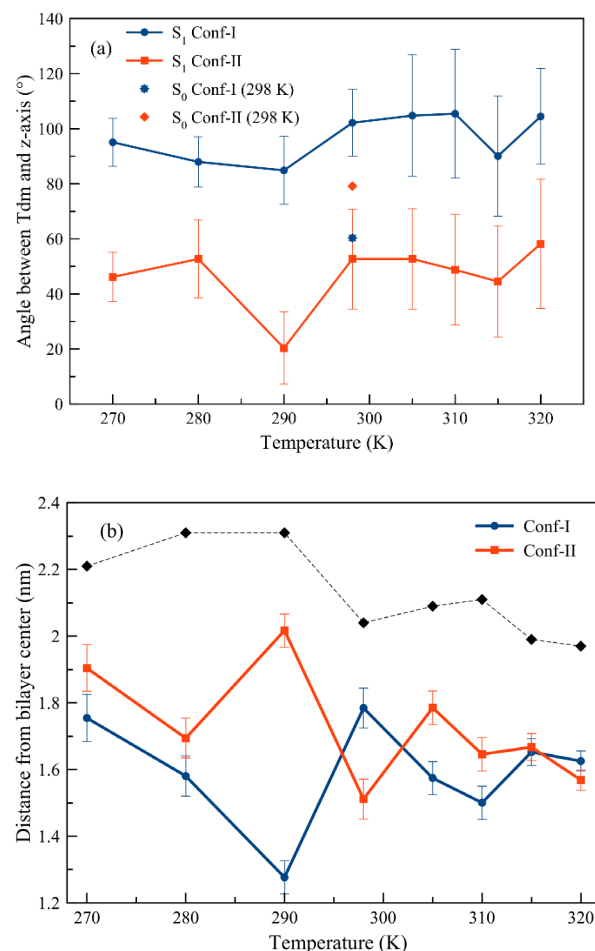 (a)
S₁ Conf-I
S₁ Conf-II
S₀ Conf-I (298 K)
S₀ Conf-II (298 K)
Angle between Tdm and z-axis (°)
140
120
100
80
60
40
20
0
270 280 290 300 310 320
Temperature (K)
(b)
Conf-I
Conf-II
Distance from bilayer center (nm)
2.4
2.2
2
1.8
1.6
1.4
1.2
270 280 290 300 310 320
Temperature (K)